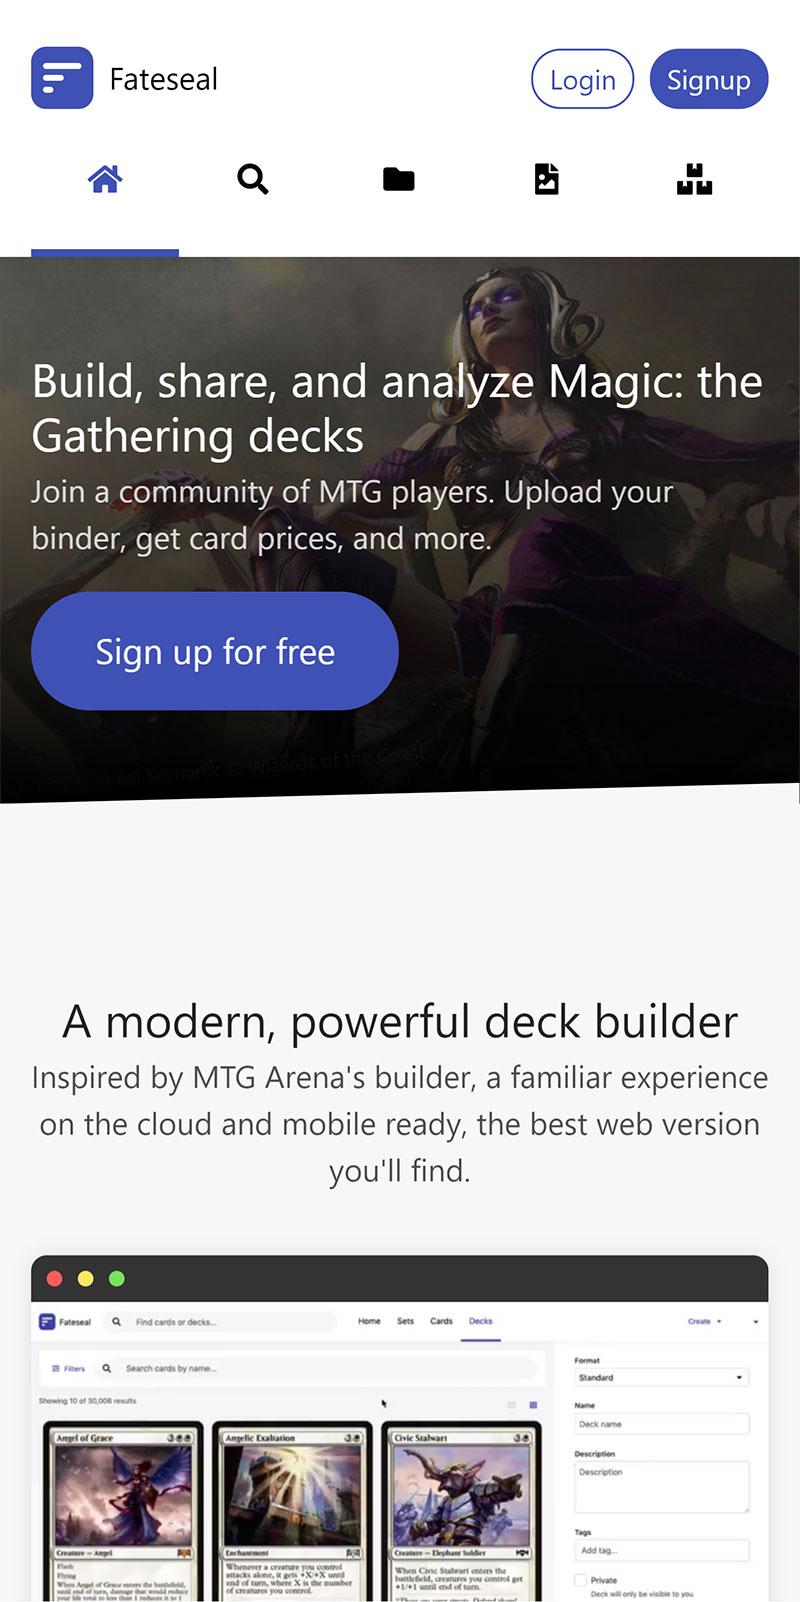 Fateseal
Login
Signup
Build, share, and analyze Magic: the
Gathering decks
Join a community of MTG players. Upload your
binder, get card prices, and more.
Sign up for free
Art by Micheal Komarck © Wizards of the Coast
A modern, powerful deck builder
Inspired by MTG Arena's builder, a familiar experience
on the cloud and mobile ready, the best web version
you'll find.
Fateseal
Find cards or decks...
Home
Sets
Cards
Decks
Create
Filters
Search cards by name...
Showing 10 of 30,006 results
Format
Standard
Name
Deck name
Description
Description
Tags
Add tag...
Private
Deck will only be visible to you
Angel of Grace
3
Creature — Angel
Flash
Flying
When Angel of Grace enters the battlefield,
until end of turn, damage that would reduce
your life total to less than 1 reduces it to 1
Angelic Exaltation
3
Enchantment
Whenever a creature you control
attacks alone, it gets +X/+X until
end of turn, where X is the number
of creatures you control.
Civic Stalwart
3
Creature — Elephant Soldier
When Civic Stalwart enters the
battlefield, creatures you control get
+1/+1 until end of turn.